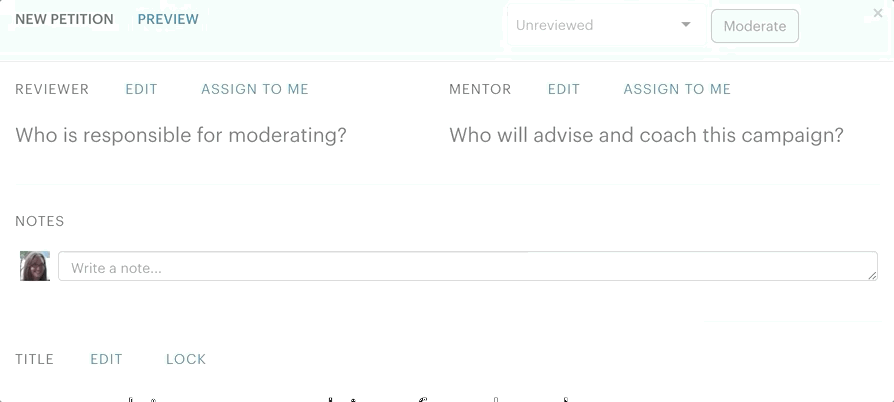 NEW PETITION PREVIEW Unreviewed Moderate ×
REVIEWER EDIT ASSIGN TO ME MENTOR EDIT ASSIGN TO ME
Who is responsible for moderating? Who will advise and coach this campaign?
NOTES
Write a note...
TITLE EDIT LOCK